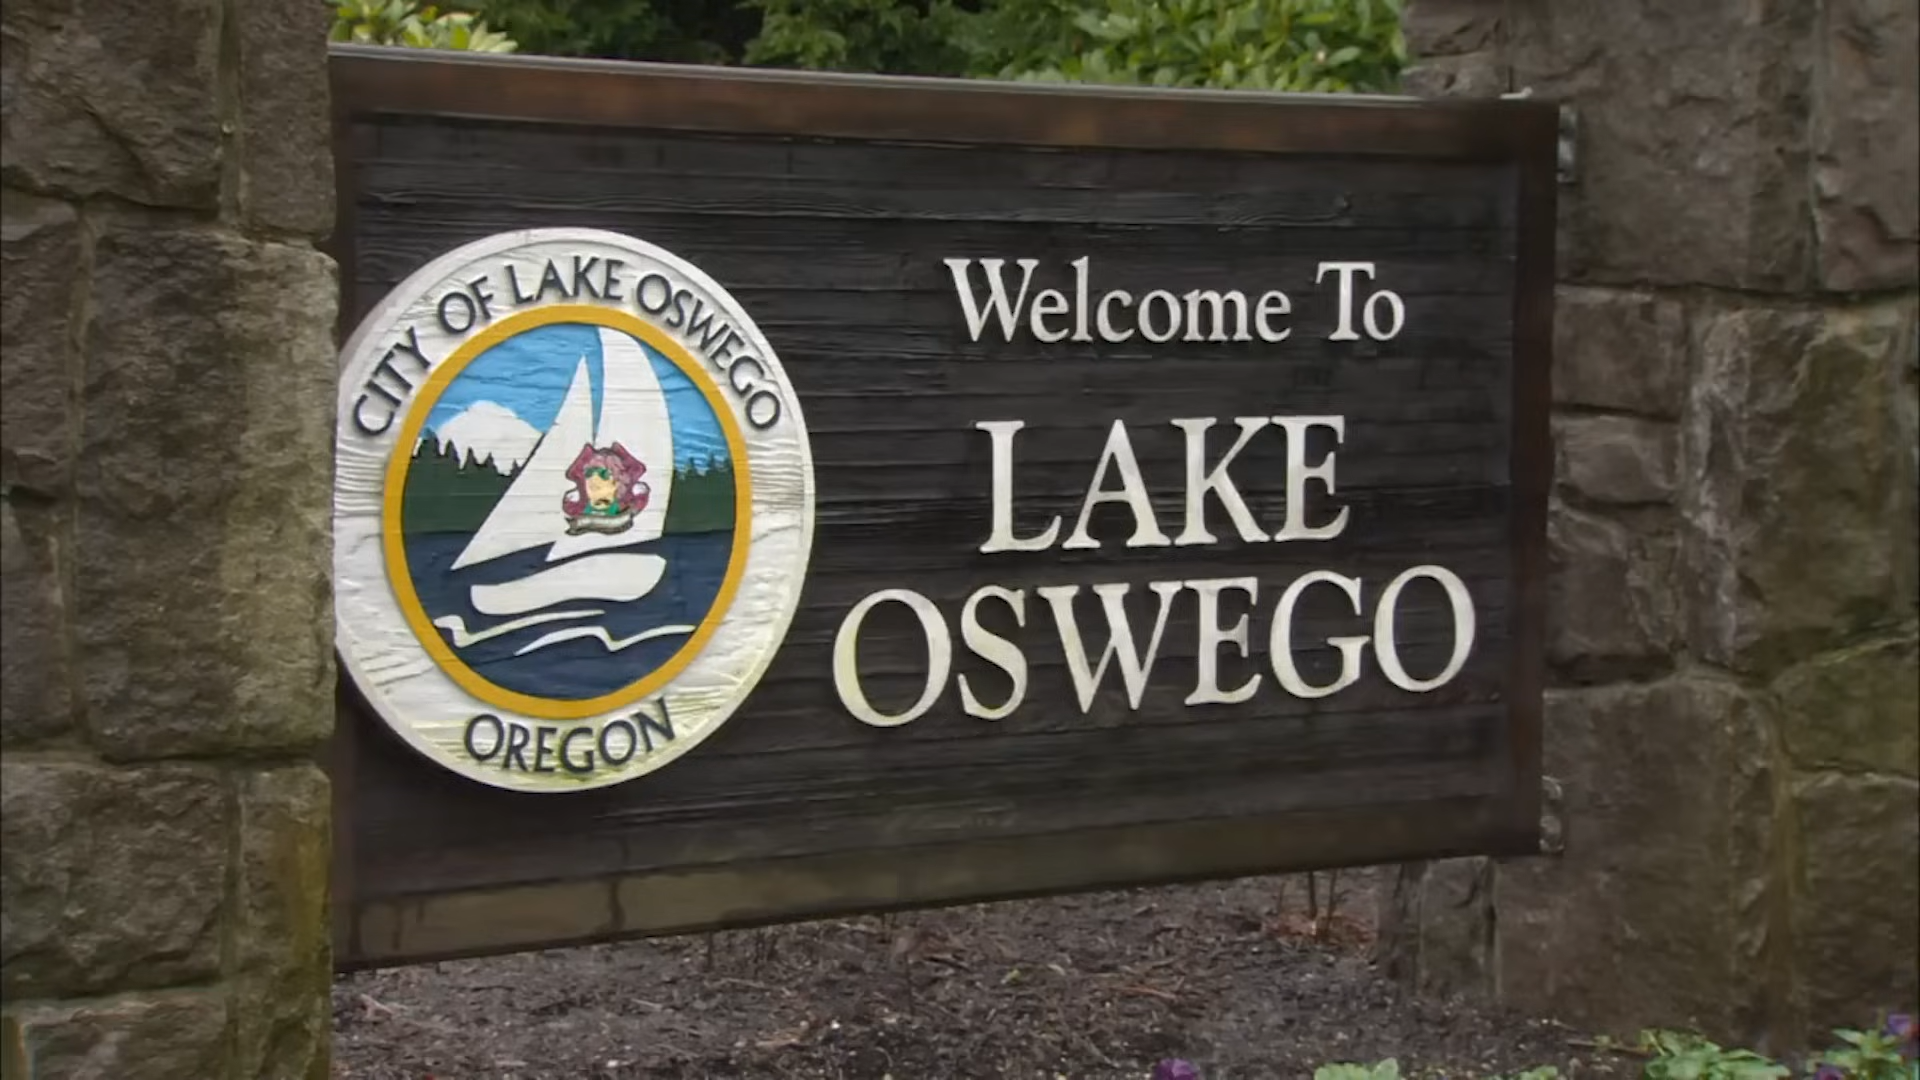 CITY OF LAKE OSWEGO
OREGON
Welcome To
LAKE
OSWEGO